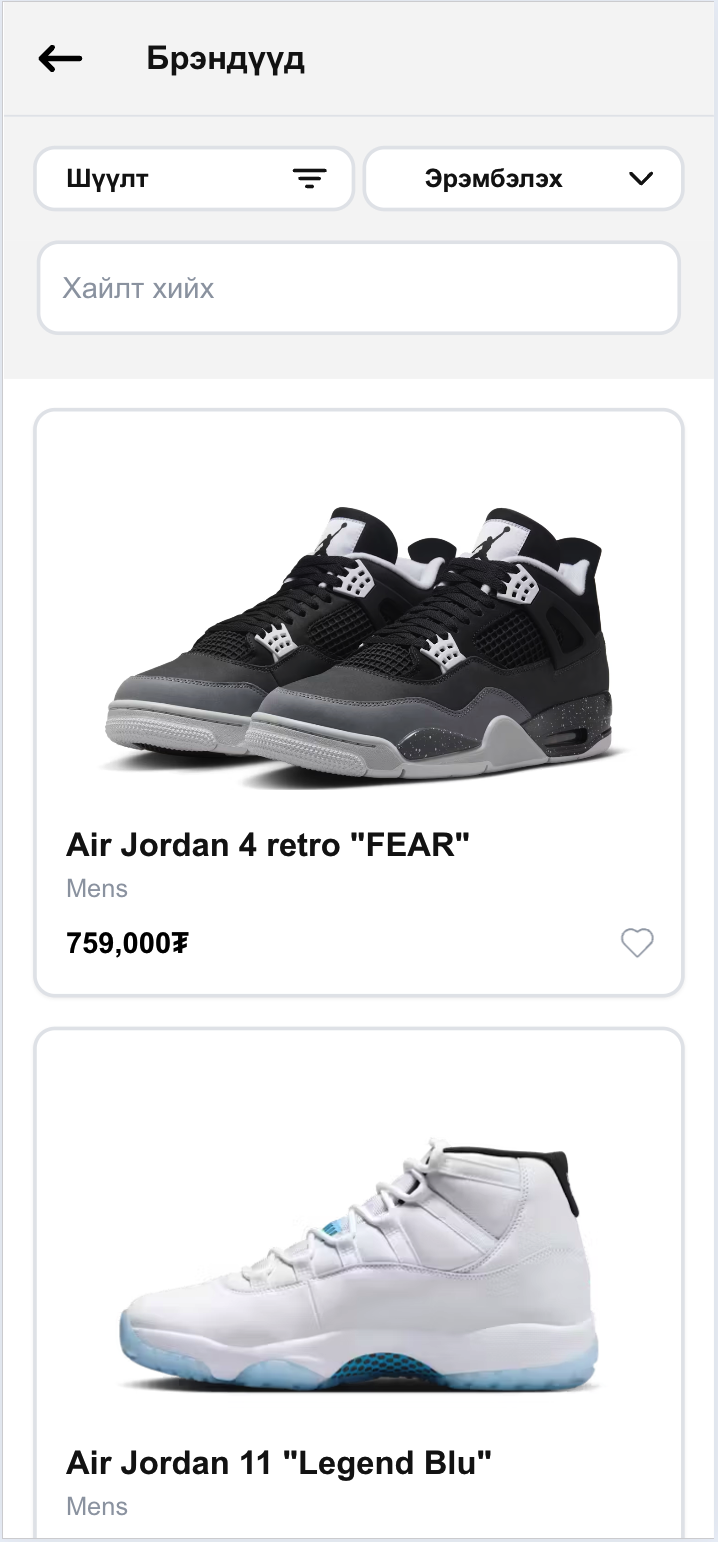 Брэндүүд
Шүүлт
Эрэмбэлэх
Хайлт хийх
Air Jordan 4 retro "FEAR"
Mens
759,000₮
Air Jordan 11 "Legend Blu"
Mens